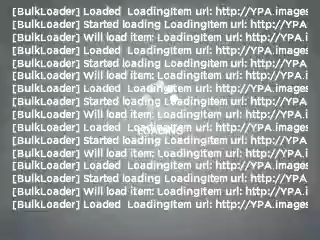 [BulkLoader] Loaded LoadingItem url: http://YPA.images
[BulkLoader] Started loading LoadingItem url: http://YPA
[BulkLoader] Will load item: LoadingItem url: http://YPA.i
[BulkLoader] Loaded LoadingItem url: http://YPA.images
[BulkLoader] Started loading LoadingItem url: http://YPA
[BulkLoader] Will load item: LoadingItem url: http://YPA.i
[BulkLoader] Loaded LoadingItem url: http://YPA.images
[BulkLoader] Started loading LoadingItem url: http://YPA
[BulkLoader] Will load item: LoadingItem url: http://YPA.i
[BulkLoader] Loaded LoadingItem url: http://YPA.images
LOADING
[BulkLoader] Started loading LoadingItem url: http://YPA
[BulkLoader] Will load item: LoadingItem url: http://YPA.i
[BulkLoader] Loaded LoadingItem url: http://YPA.images
[BulkLoader] Started loading LoadingItem url: http://YPA
[BulkLoader] Will load item: LoadingItem url: http://YPA.i
[BulkLoader] Loaded LoadingItem url: http://YPA.images